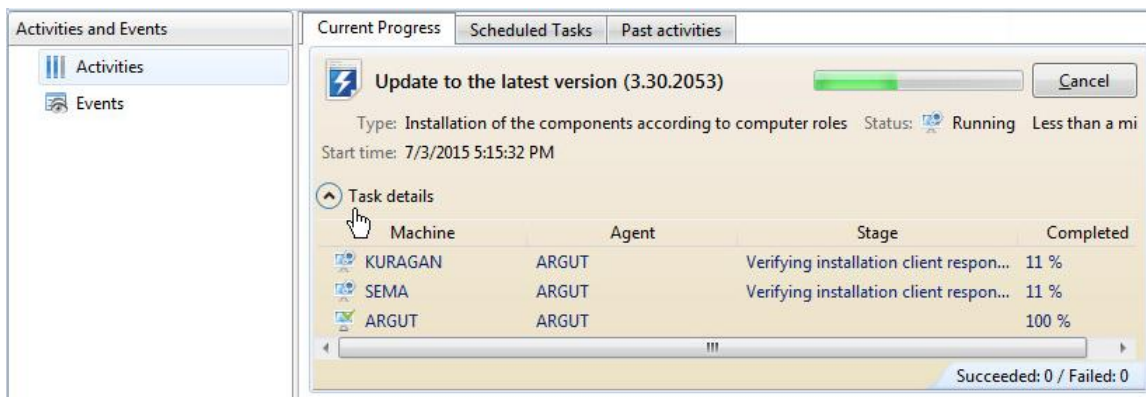 Activities and Events
Activities
Events
Current Progress Scheduled Tasks Past activities
Update to the latest version (3.30.2053) Cancel
Type: Installation of the components according to computer roles Status: Running Less than a mi
Start time: 7/3/2015 5:15:32 PM
Task details
Machine Agent Stage Completed
KURAGAN ARGUT Verifying installation client respon... 11 %
SEMA ARGUT Verifying installation client respon... 11 %
ARGUT ARGUT 100 %
Succeeded: 0 / Failed: 0